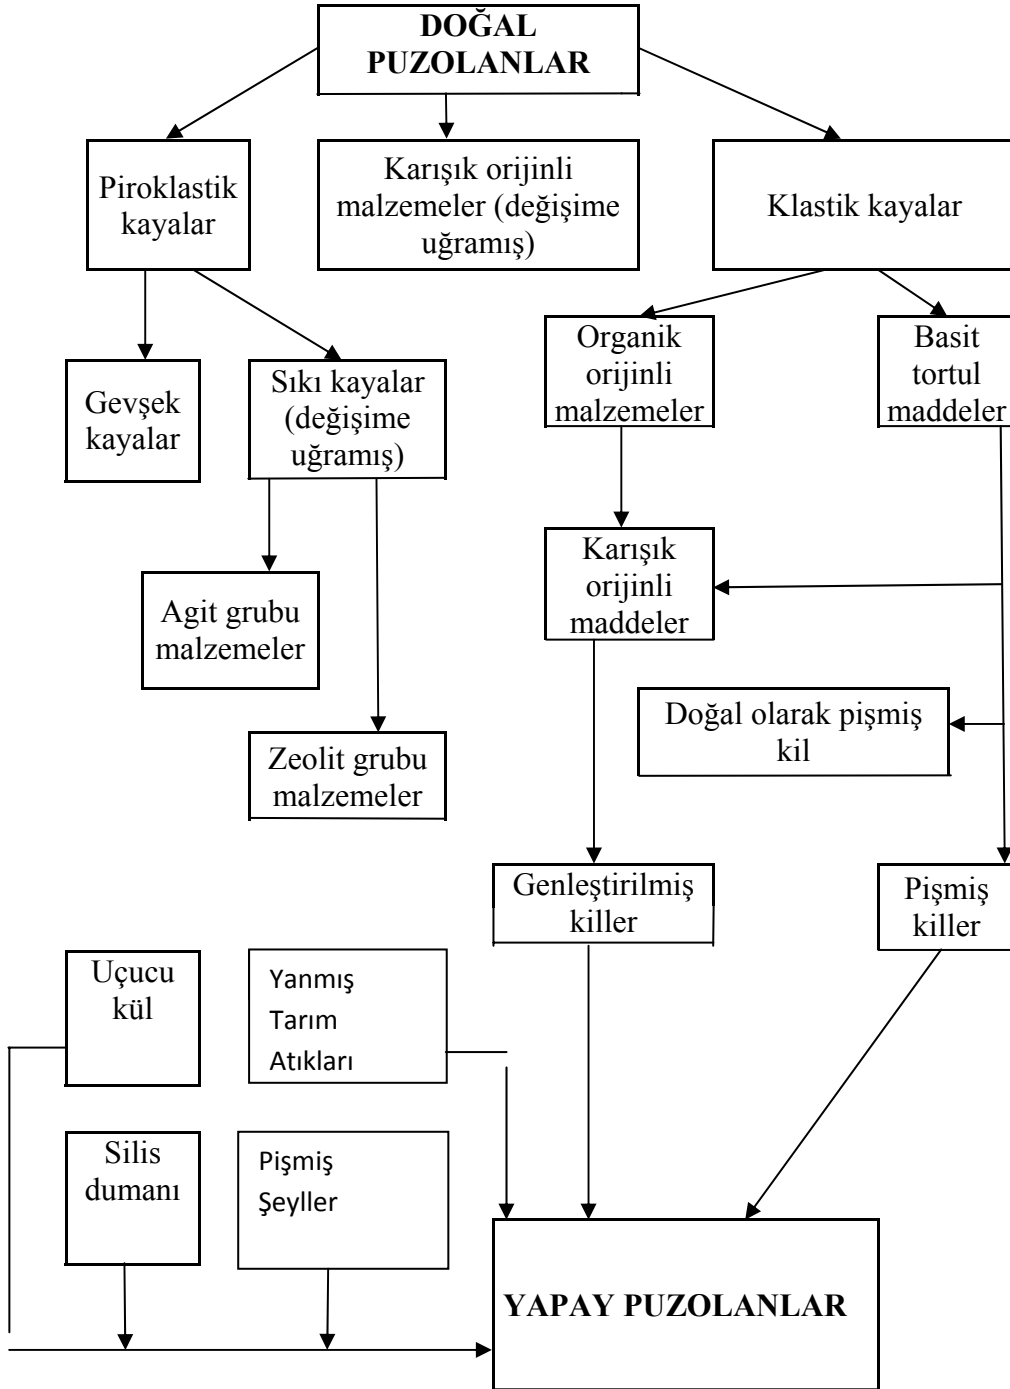 DOĞAL
PUZOLANLAR
Piroklastik
kayalar
Karışık orijinli
malzemeler (değişime
uğramış)
Klastik kayalar
Gevşek
kayalar
Sıkı kayalar
(değişime
uğramış)
Organik
orijinli
malzemeler
Basit
tortul
maddeler
Agit grubu
malzemeler
Karışık
orijinli
maddeler
Zeolit grubu
malzemeler
Doğal olarak pişmiş
kil
Genleştirilmiş
killer
Pişmiş
killer
Uçucu
kül
Yanmış
Tarım
Atıkları
Silis
dumanı
Pişmiş
Şeyller
YAPAY PUZOLANLAR